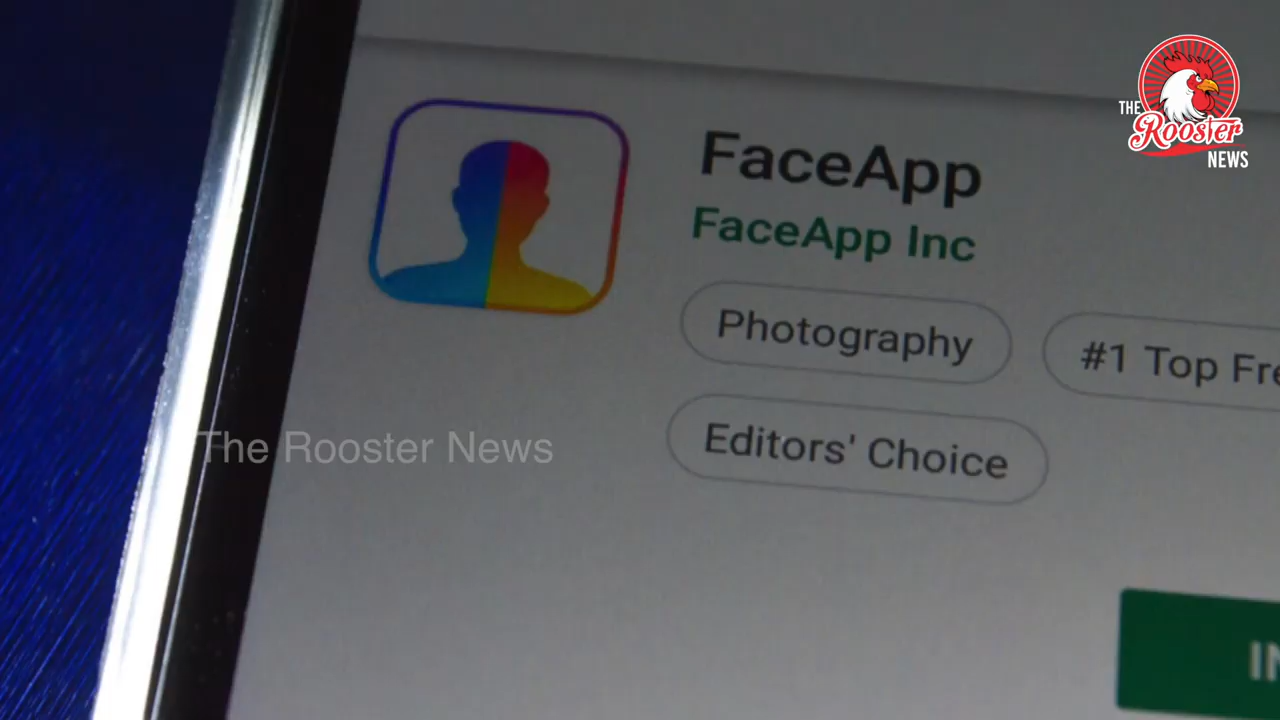 FaceApp
FaceApp Inc
Photography
#1 Top Fre
Editors' Choice
The Rooster News
THE
Rooster
NEWS